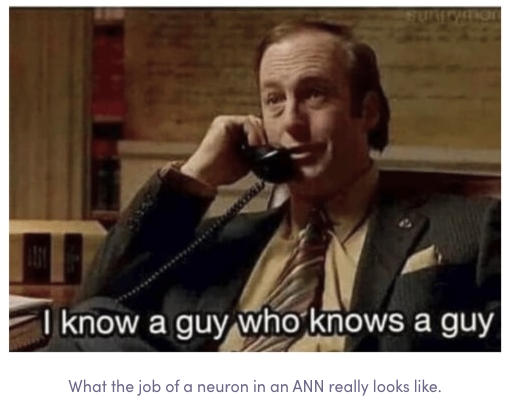 I know a guy who knows a guy
What the job of a neuron in an ANN really looks like.